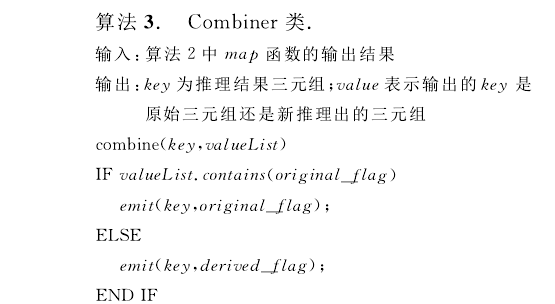 算法 3. Combiner 类.
输入:算法 2 中 map 函数的输出结果
输出:key 为推理结果三元组;value 表示输出的 key 是
原始三元组还是新推理出的三元组
combine(key,valueList)
IF valueList.contains(original_flag)
emit(key,original_flag);
ELSE
emit(key,derived_flag);
END IF